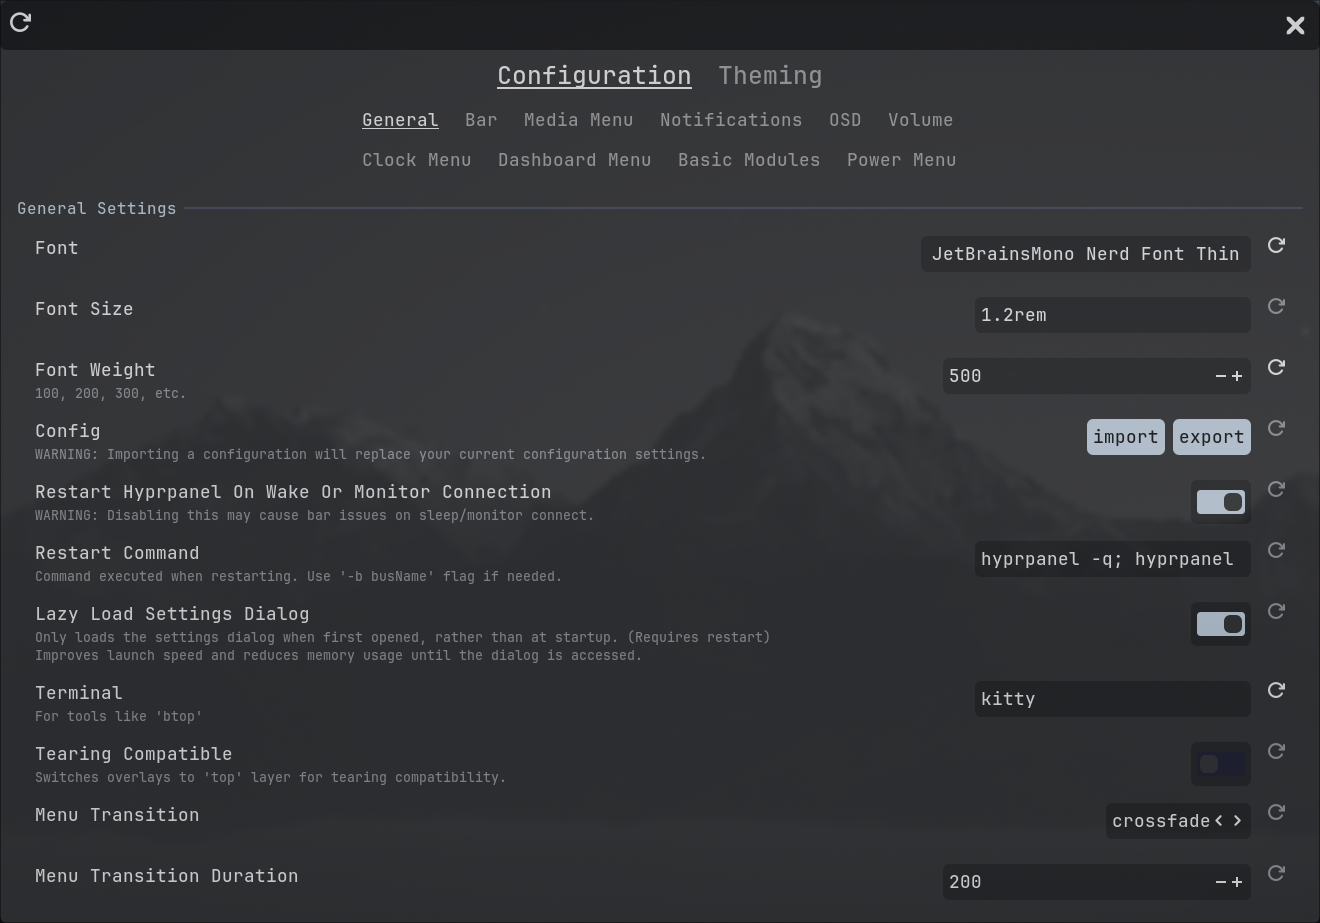 Configuration Theming
General Bar Media Menu Notifications OSD Volume
Clock Menu Dashboard Menu Basic Modules Power Menu
General Settings
Font JetBrainsMono Nerd Font Thin
Font Size 1.2rem
Font Weight 500 −+
100, 200, 300, etc.
Config import export
WARNING: Importing a configuration will replace your current configuration settings.
Restart Hyprpanel On Wake Or Monitor Connection
WARNING: Disabling this may cause bar issues on sleep/monitor connect.
Restart Command hyprpanel -q; hyprpanel
Command executed when restarting. Use '-b busName' flag if needed.
Lazy Load Settings Dialog
Only loads the settings dialog when first opened, rather than at startup. (Requires restart)
Improves launch speed and reduces memory usage until the dialog is accessed.
Terminal kitty
For tools like 'btop'
Tearing Compatible
Switches overlays to 'top' layer for tearing compatibility.
Menu Transition crossfade < >
Menu Transition Duration 200 −+